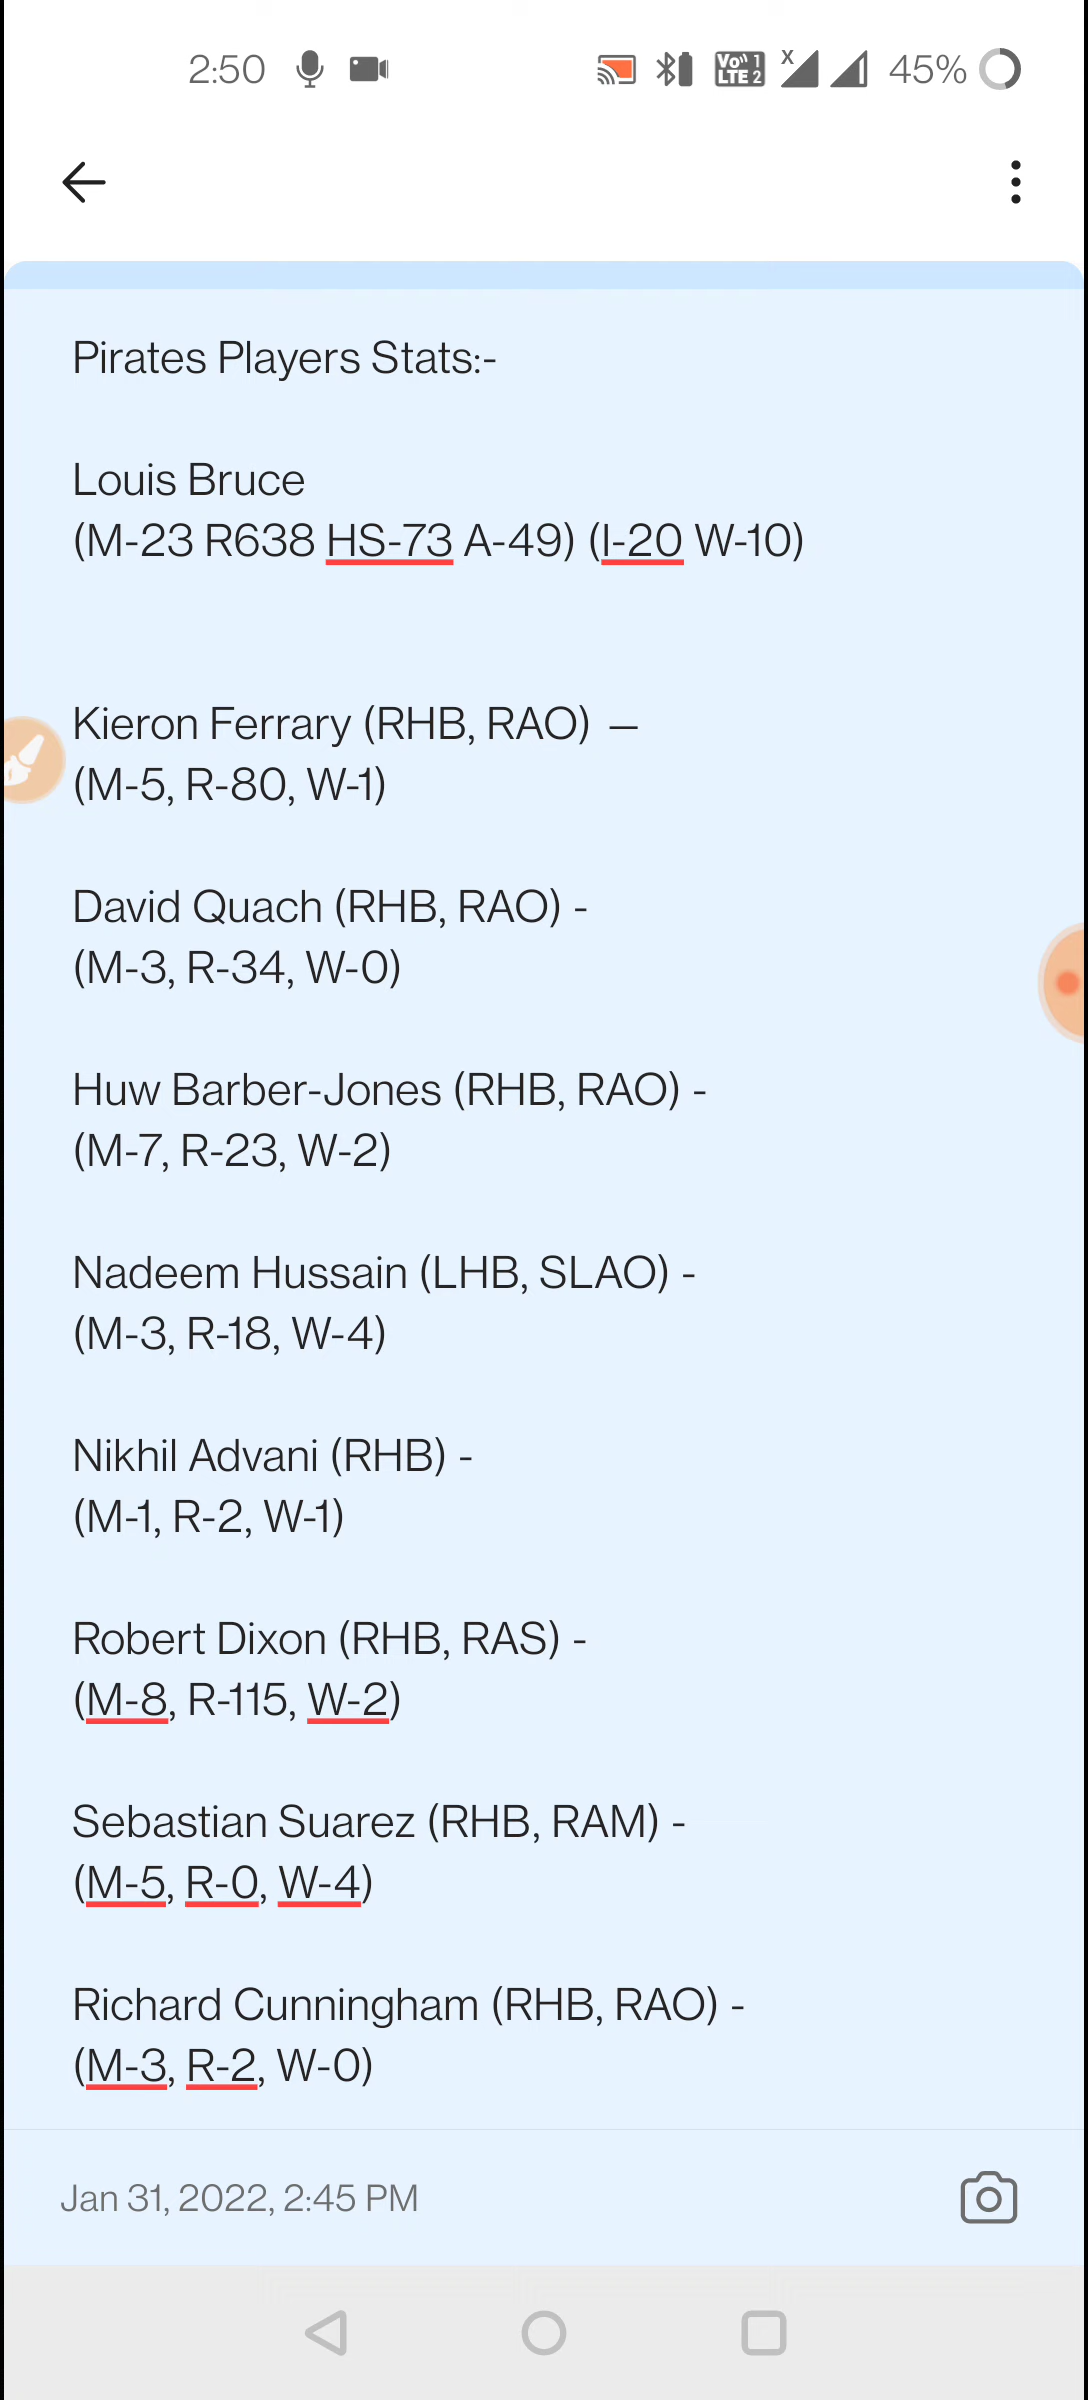 2:50 Vo 1 LTE 2 x 45%
Pirates Players Stats:-
Louis Bruce
(M-23 R638 HS-73 A-49) (I-20 W-10)
Kieron Ferrary (RHB, RAO) —
(M-5, R-80, W-1)
David Quach (RHB, RAO) -
(M-3, R-34, W-0)
Huw Barber-Jones (RHB, RAO) -
(M-7, R-23, W-2)
Nadeem Hussain (LHB, SLAO) -
(M-3, R-18, W-4)
Nikhil Advani (RHB) -
(M-1, R-2, W-1)
Robert Dixon (RHB, RAS) -
(M-8, R-115, W-2)
Sebastian Suarez (RHB, RAM) -
(M-5, R-0, W-4)
Richard Cunningham (RHB, RAO) -
(M-3, R-2, W-0)
Jan 31, 2022, 2:45 PM